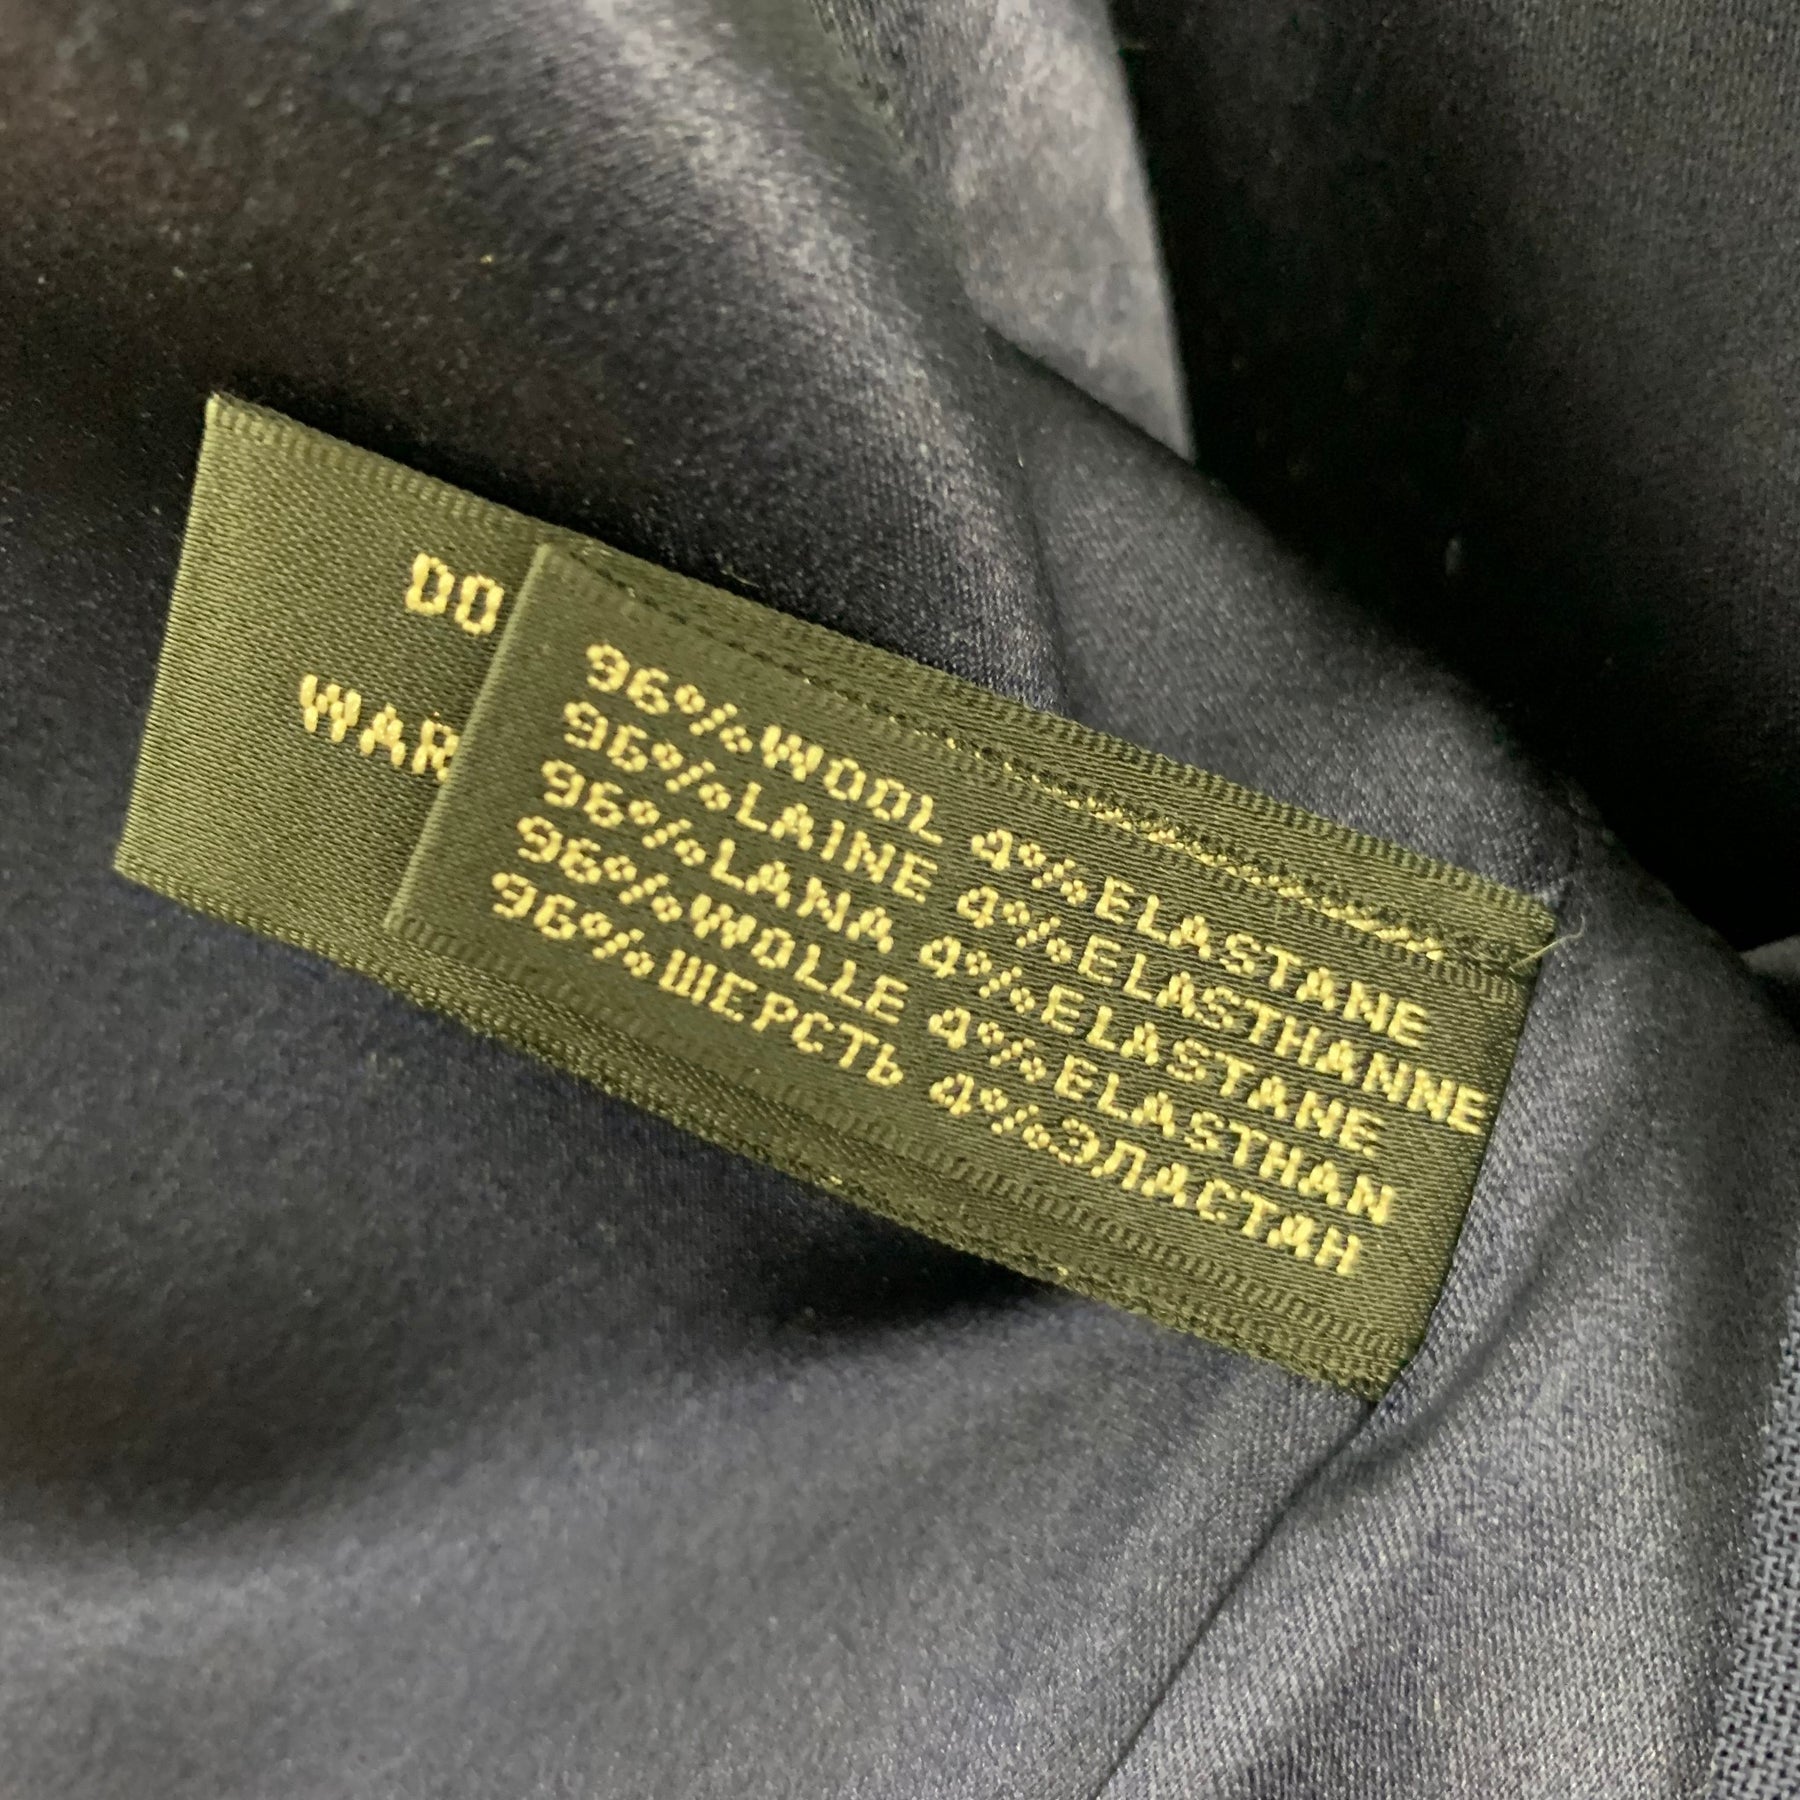 DO
WAR
96%WOOL 4%ELASTANE
96%LAINE 4%ELASTHANNE
96%LANA 4%ELASTANE
96%WOLLE 4%ELASTHAN
96%ШЕРСТЬ 4%ЭЛАСТАН